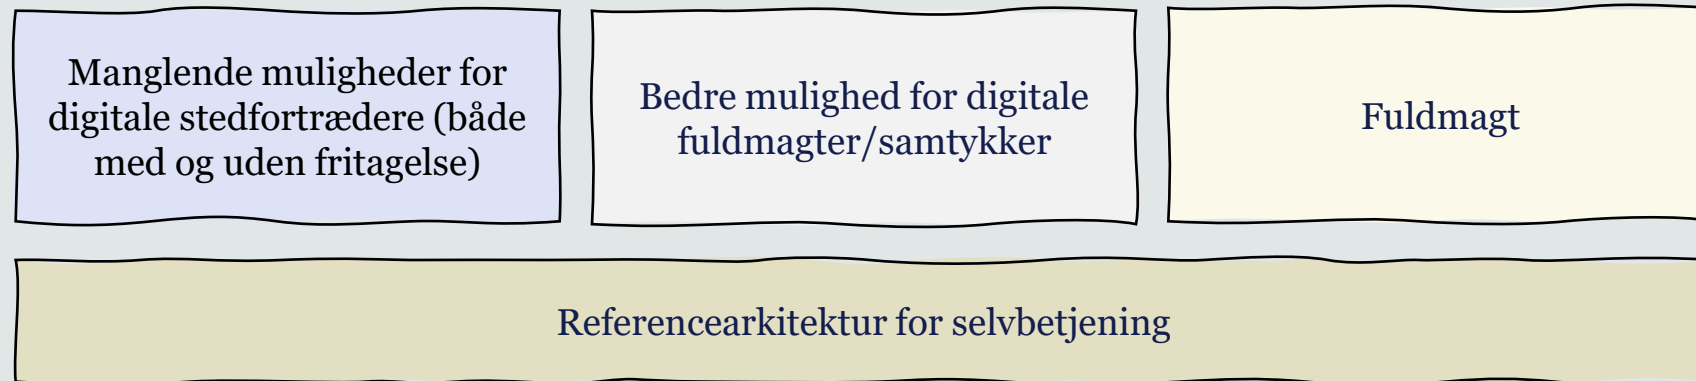 Manglende muligheder for
digitale stedfortrædere (både
med og uden fritagelse)
Bedre mulighed for digitale
fuldmagter/samtykker
Fuldmagt
Referencearkitektur for selvbetjening